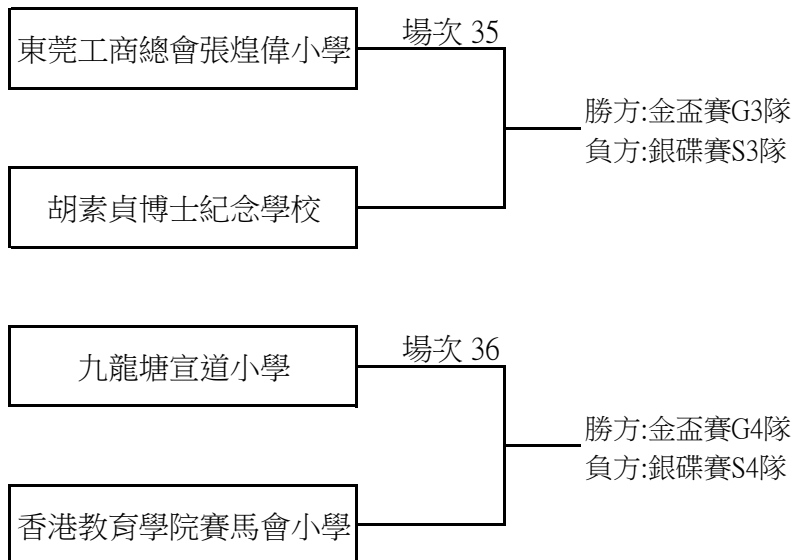 東莞工商總會張煌偉小學
場次 35
勝方:金盃賽G3隊
負方:銀碟賽S3隊
胡素貞博士紀念學校
九龍塘宣道小學
場次 36
勝方:金盃賽G4隊
負方:銀碟賽S4隊
香港教育學院賽馬會小學